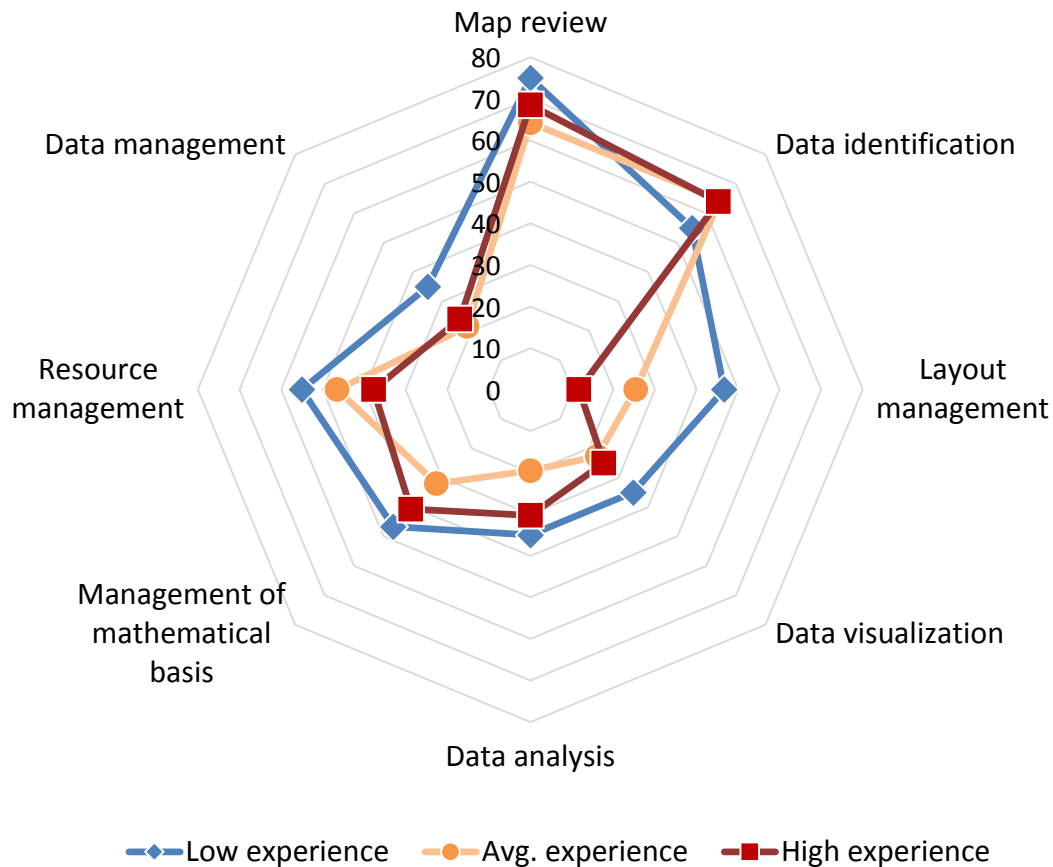 Map review
80
70
60
50
40
30
20
10
0
Data identification
Layout
management
Data visualization
Data analysis
Management of
mathematical
basis
Resource
management
Data management
Low experience
Avg. experience
High experience